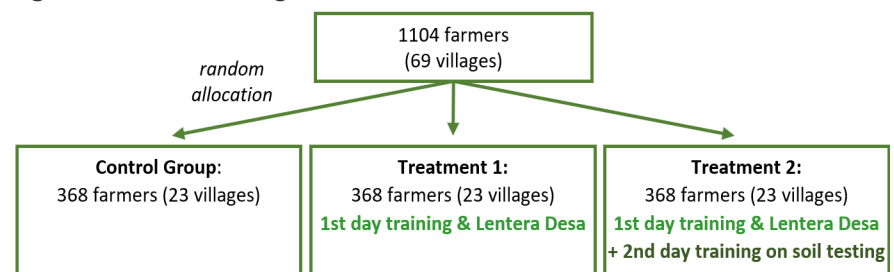 1104 farmers
(69 villages)
random
allocation
Control Group:
368 farmers (23 villages)
Treatment 1:
368 farmers (23 villages)
1st day training & Lentera Desa
Treatment 2:
368 farmers (23 villages)
1st day training & Lentera Desa
+ 2nd day training on soil testing